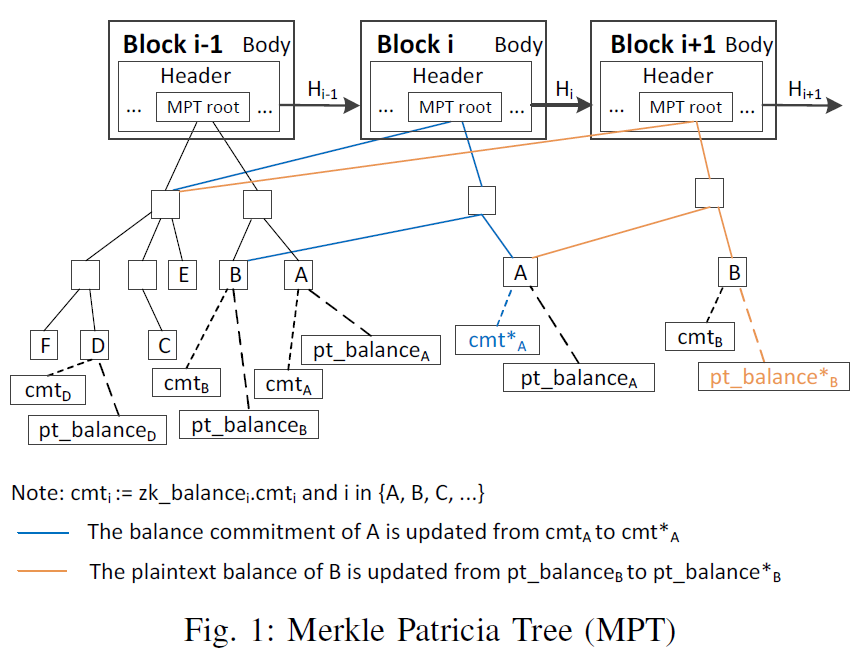 Block i-1 Body
Block i Body
Block i+1 Body
Header
Header
Header
... MPT root ...
... MPT root ...
... MPT root ...
H_{i-1}
H_i
H_{i+1}
E
B
A
A
B
F
D
C
cmt_D
pt_balance_D
cmt_B
pt_balance_B
cmt_A
pt_balance_A
cmt*_A
pt_balance_A
cmt_B
pt_balance*_B
Note: cmt_i := zk_balance_i.cmt_i and i in {A, B, C, ...}
The balance commitment of A is updated from cmt_A to cmt*_A
The plaintext balance of B is updated from pt_balance_B to pt_balance*_B
Fig. 1: Merkle Patricia Tree (MPT)